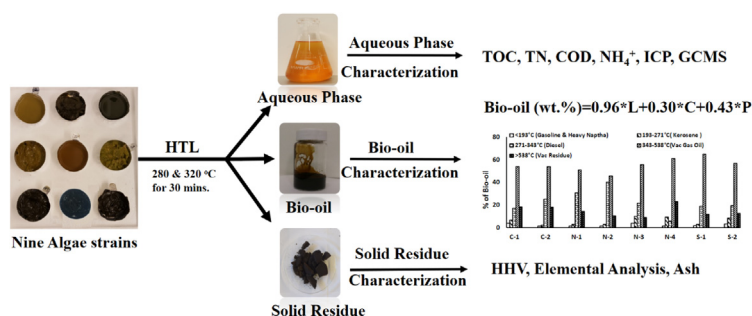 Nine Algae strains
HTL
280 & 320 °C
for 30 mins.
Aqueous Phase
Aqueous Phase
Characterization
TOC, TN, COD, NH₄⁺, ICP, GCMS
Bio-oil
Bio-oil
Characterization
Bio-oil (wt.%)=0.96*L+0.30*C+0.43*P
<193°C(Gasoline & Heavy Naptha)
193-271°C( Kerosene )
271-343°C (Diesel)
343-538°C(Vac Gas Oil)
>538°C(Vac Residue)
% of Bio-oil
80
60
40
20
0
C-1 C-2 N-1 N-2 N-3 N-4 S-1 S-2
Solid Residue
Solid Residue
Characterization
HHV, Elemental Analysis, Ash